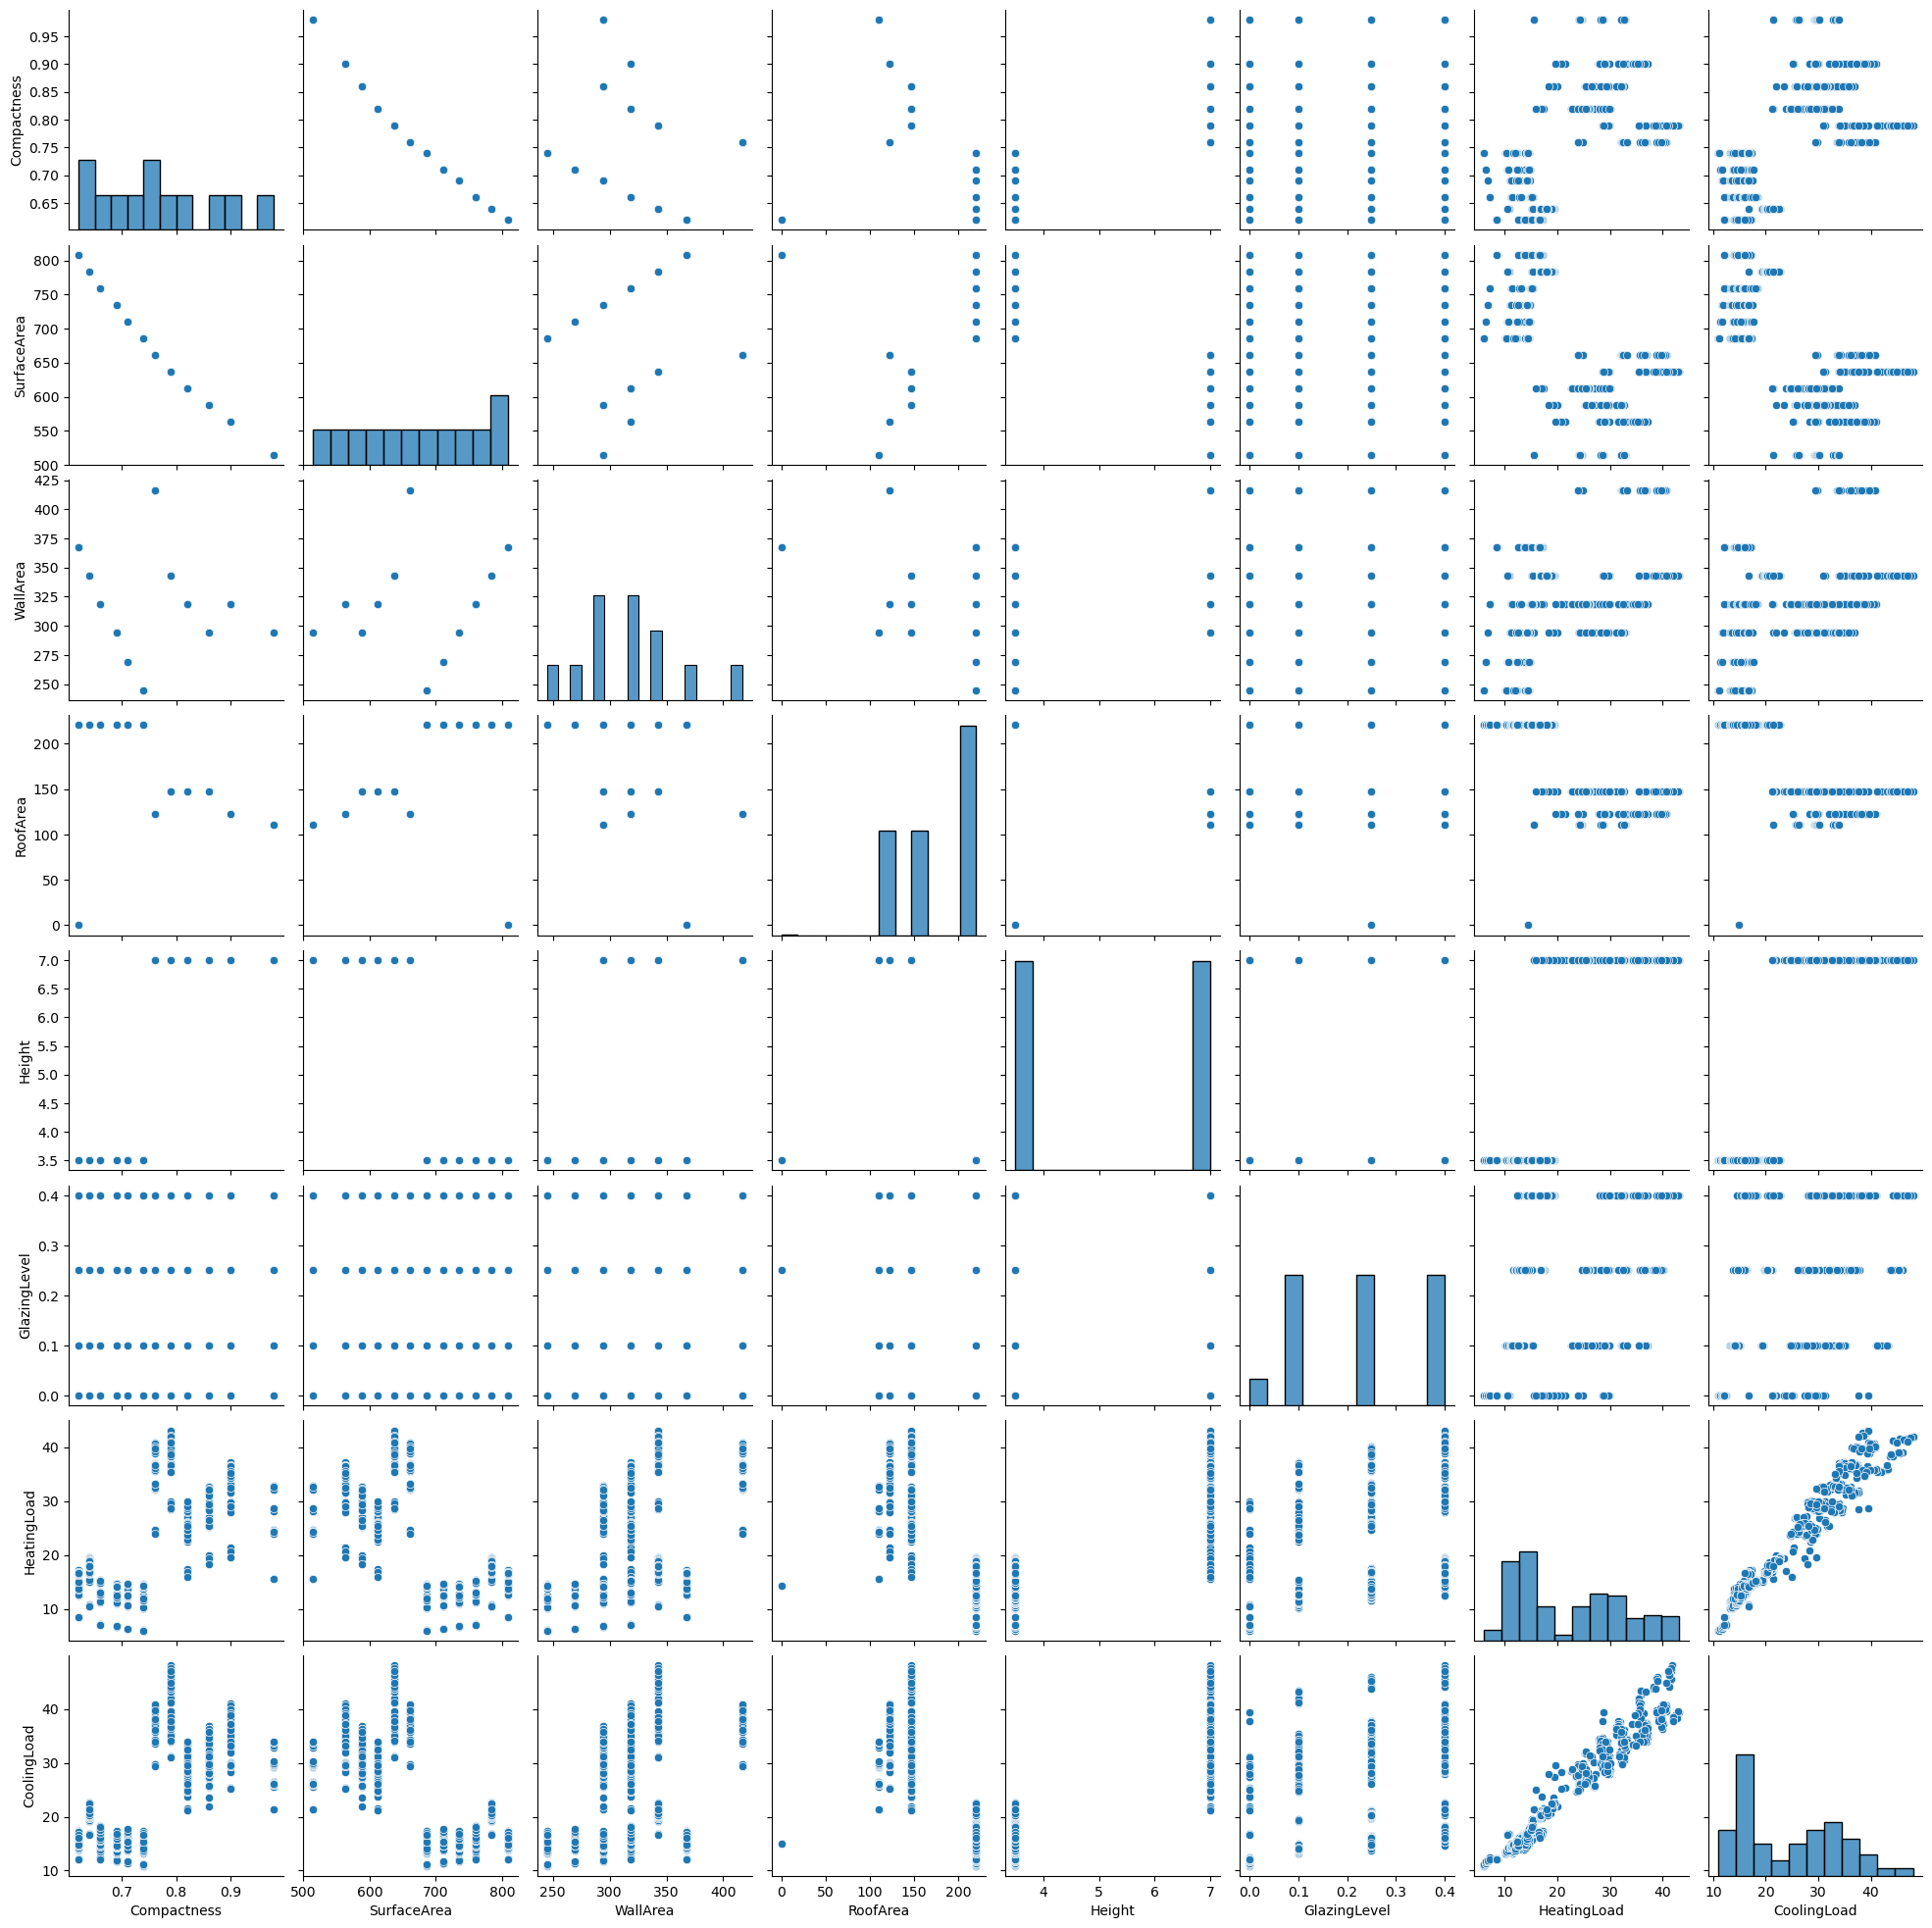 Compactness
0.95
0.90
0.85
0.80
0.75
0.70
0.65
SurfaceArea
800
750
700
650
600
550
500
WallArea
425
400
375
350
325
300
275
250
RoofArea
200
150
100
50
0
Height
7.0
6.5
6.0
5.5
5.0
4.5
4.0
3.5
GlazingLevel
0.4
0.3
0.2
0.1
0.0
HeatingLoad
40
30
20
10
CoolingLoad
40
30
20
10
0.7 0.8 0.9
500 600 700 800
250 300 350 400
0 50 100 150 200
4 5 6 7
0.0 0.1 0.2 0.3 0.4
10 20 30 40
10 20 30 40
Compactness SurfaceArea WallArea RoofArea Height GlazingLevel HeatingLoad CoolingLoad